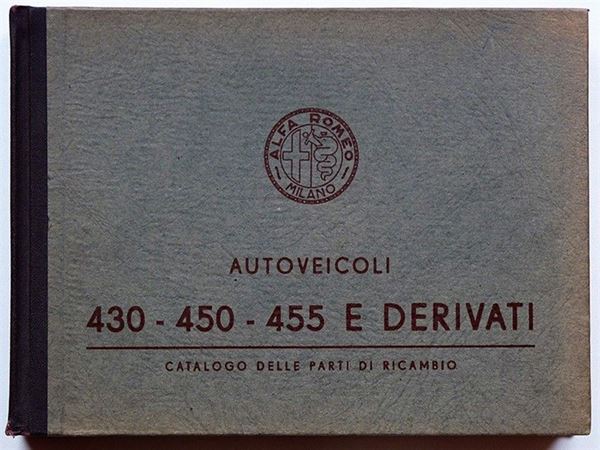 ALFA ROMEO
MILANO
AUTOVEICOLI
430 - 450 - 455 E DERIVATI
CATALOGO DELLE PARTI DI RICAMBIO